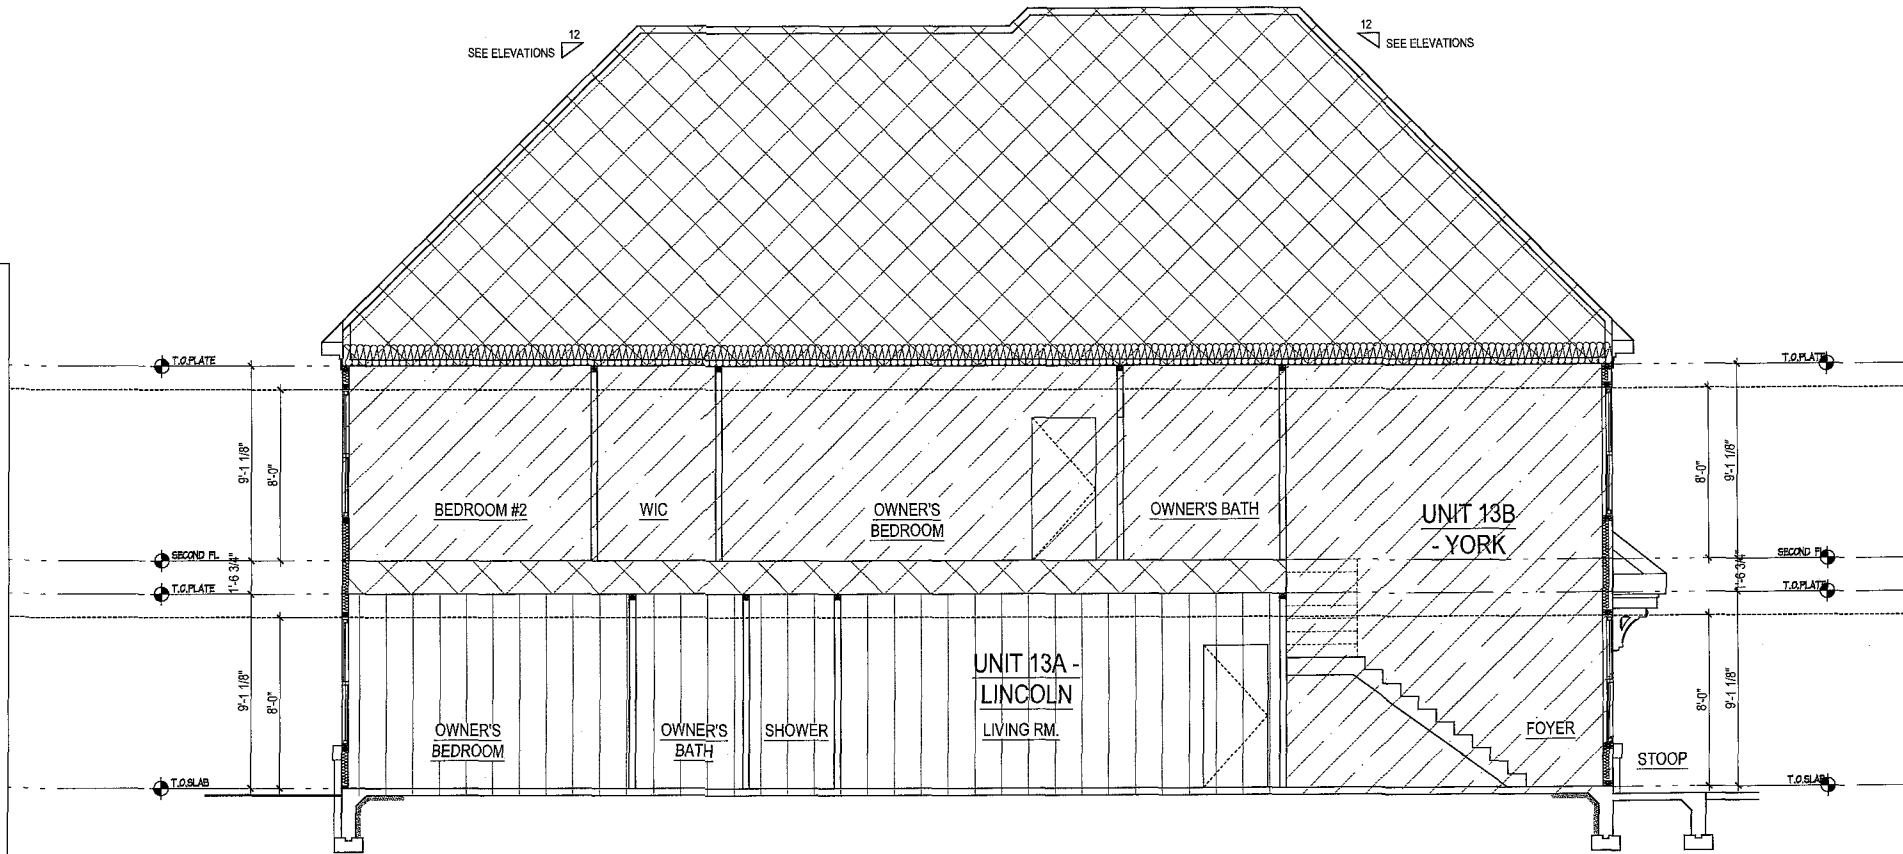 12
SEE ELEVATIONS
12
SEE ELEVATIONS
T.O.PLATE
T.O.PLATE
9'-1 1/8"
8'-0"
8'-0"
9'-1 1/8"
BEDROOM #2
WIC
OWNER'S
BEDROOM
OWNER'S BATH
UNIT 13B
- YORK
SECOND FL.
SECOND FL.
1'-6 3/4"
1'-6 3/4"
T.O.PLATE
T.O.PLATE
9'-1 1/8"
8'-0"
8'-0"
9'-1 1/8"
UNIT 13A -
LINCOLN
LIVING RM.
OWNER'S
BEDROOM
OWNER'S
BATH
SHOWER
FOYER
STOOP
T.O.SLAB
T.O.SLAB